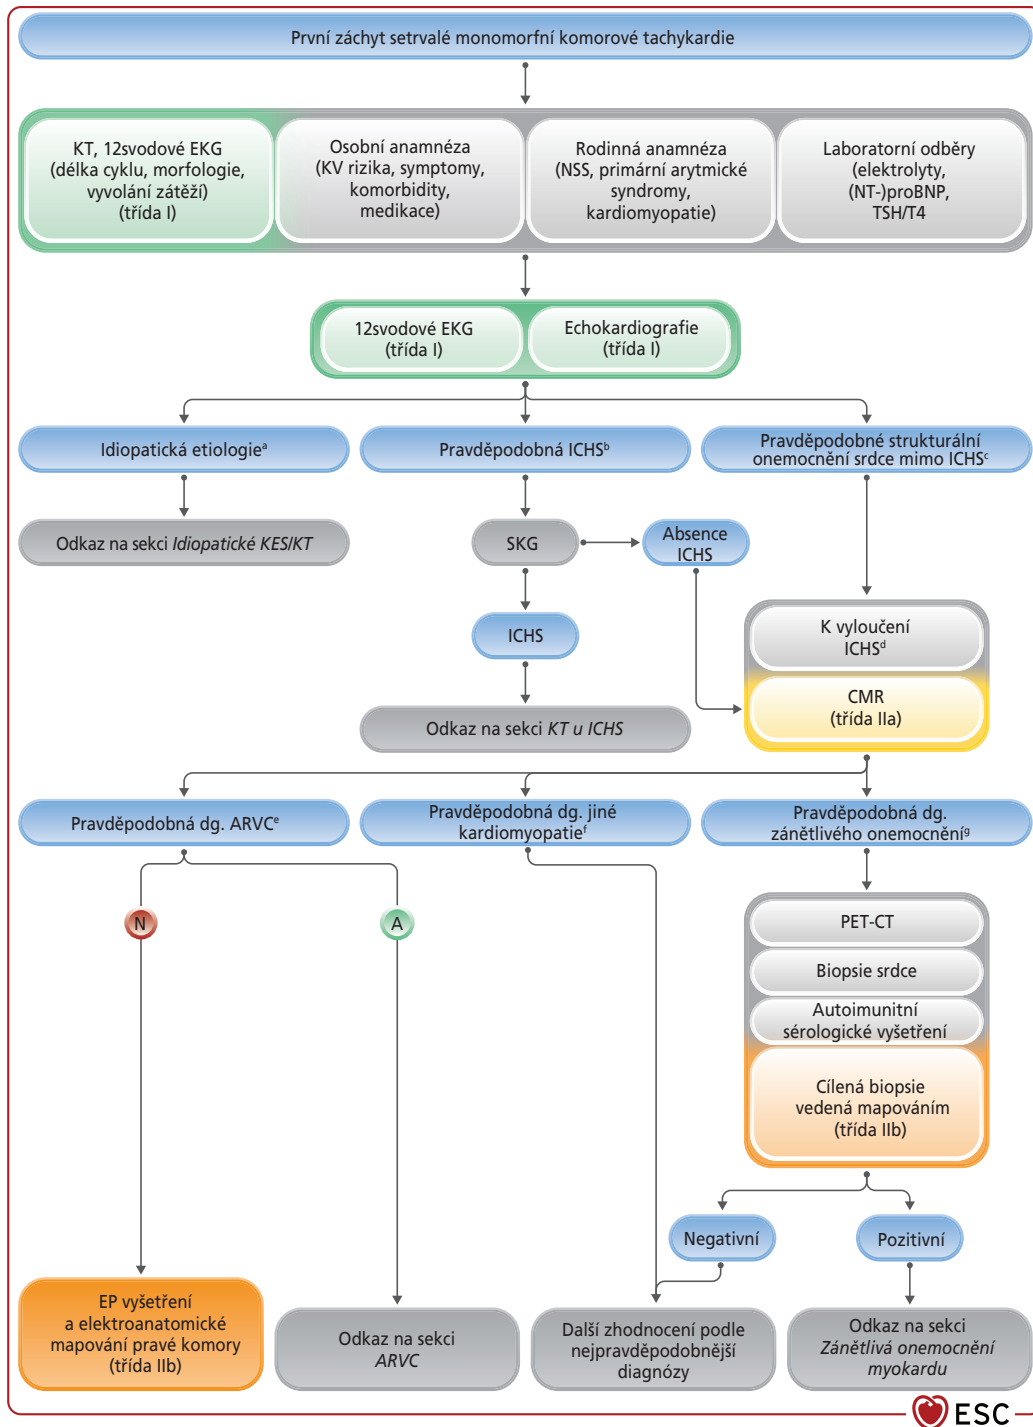 První záchyt setrvalé monomorfní komorové tachykardie
KT, 12svodové EKG
(délka cyklu, morfologie,
vyvolání zátěží)
(třída I)
Osobní anamnéza
(KV rizika, symptomy,
komorbidity,
medikace)
Rodinná anamnéza
(NSS, primární arytmické
syndromy,
kardiomyopatie)
Laboratorní odběry
(elektrolyty,
(NT-)proBNP,
TSH/T4
12svodové EKG
(třída I)
Echokardiografie
(třída I)
Idiopatická etiologieᵃ
Pravděpodobná ICHSᵇ
Pravděpodobné strukturální
onemocnění srdce mimo ICHSᶜ
Odkaz na sekci Idiopatické KES/KT
SKG
Absence
ICHS
ICHS
K vyloučení
ICHSᵈ
CMR
(třída IIa)
Odkaz na sekci KT u ICHS
Pravděpodobná dg. ARVCᵉ
Pravděpodobná dg. jiné
kardiomyopatieᶠ
Pravděpodobná dg.
zánětlivého onemocněníᵍ
N
A
PET-CT
Biopsie srdce
Autoimunitní
sérologické vyšetření
Cílená biopsie
vedená mapováním
(třída IIb)
Negativní
Pozitivní
EP vyšetření
a elektroanatomické
mapování pravé komory
(třída IIb)
Odkaz na sekci
ARVC
Další zhodnocení podle
nejpravděpodobnější
diagnózy
Odkaz na sekci
Zánětlivá onemocnění
myokardu
ESC